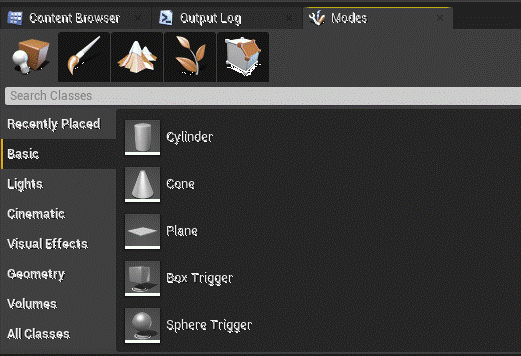 Content Browser
Output Log
Modes
Search Classes
Recently Placed
Basic
Lights
Cinematic
Visual Effects
Geometry
Volumes
All Classes
Cylinder
Cone
Plane
Box Trigger
Sphere Trigger